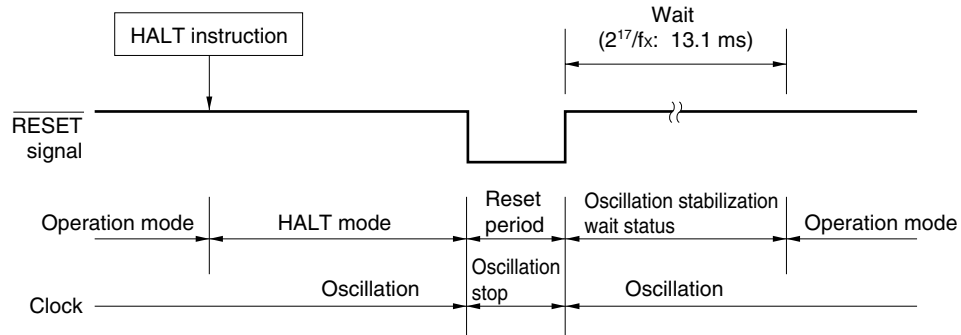 Wait
(2¹⁷/fx: 13.1 ms)
HALT instruction
RESET
signal
Operation mode
HALT mode
Reset
period
Oscillation stabilization
wait status
Operation mode
Clock
Oscillation
Oscillation
stop
Oscillation